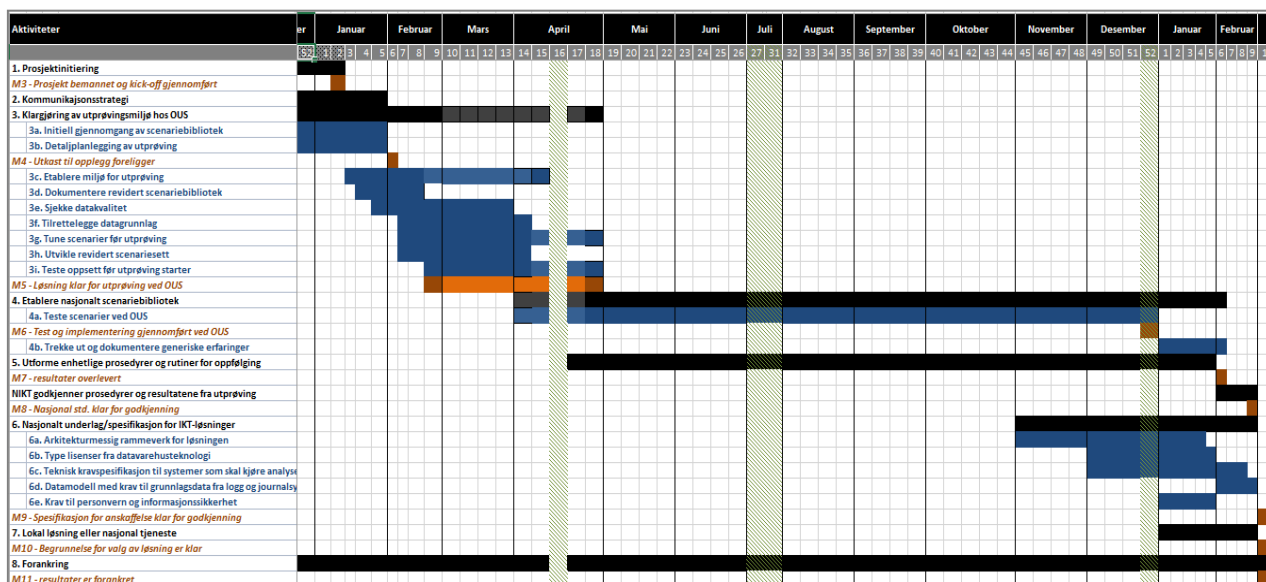 Aktiviteter er Januar Februar Mars April Mai Juni Juli August September Oktober November Desember Januar Februar
52 1 2 3 4 5 6 7 8 9 10 11 12 13 14 15 16 17 18 19 20 21 22 23 24 25 26 27 31 32 33 34 35 36 37 38 39 40 41 42 43 44 45 46 47 48 49 50 51 52 1 2 3 4 5 6 7 8 9 1
1. Prosjektinitiering
M3 - Prosjekt bemannet og kick-off gjennomført
2. Kommunikajsonsstrategi
3. Klargjøring av utprøvingsmiljø hos OUS
3a. Initiell gjennomgang av scenariebibliotek
3b. Detaljplanlegging av utprøving
M4 - Utkast til opplegg foreligger
3c. Etablere miljø for utprøving
3d. Dokumentere revidert scenariebibliotek
3e. Sjekke datakvalitet
3f. Tilrettelegge datagrunnlag
3g. Tune scenarier før utprøving
3h. Utvikle revidert scenariesett
3i. Teste oppsett før utprøving starter
M5 - Løsning klar for utprøving ved OUS
4. Etablere nasjonalt scenariebibliotek
4a. Teste scenarier ved OUS
M6 - Test og implementering gjennomført ved OUS
4b. Trekke ut og dokumentere generiske erfaringer
5. Utforme enhetlige prosedyrer og rutiner for oppfølging
M7 - resultater overlevert
NIKT godkjenner prosedyrer og resultatene fra utprøving
M8 - Nasjonal std. klar for godkjenning
6. Nasjonalt underlag/spesifikasjon for IKT-løsninger
6a. Arkitekturmessig rammeverk for løsningen
6b. Type lisenser fra datavarehusteknologi
6c. Teknisk kravspesifikasjon til systemer som skal kjøre analyse
6d. Datamodell med krav til grunnlagsdata fra logg og journalsy
6e. Krav til personvern og informasjonssikkerhet
M9 - Spesifikasjon for anskaffelse klar for godkjenning
7. Lokal løsning eller nasjonal tjeneste
M10 - Begrunnelse for valg av løsning er klar
8. Forankring
M11 - resultater er forankret